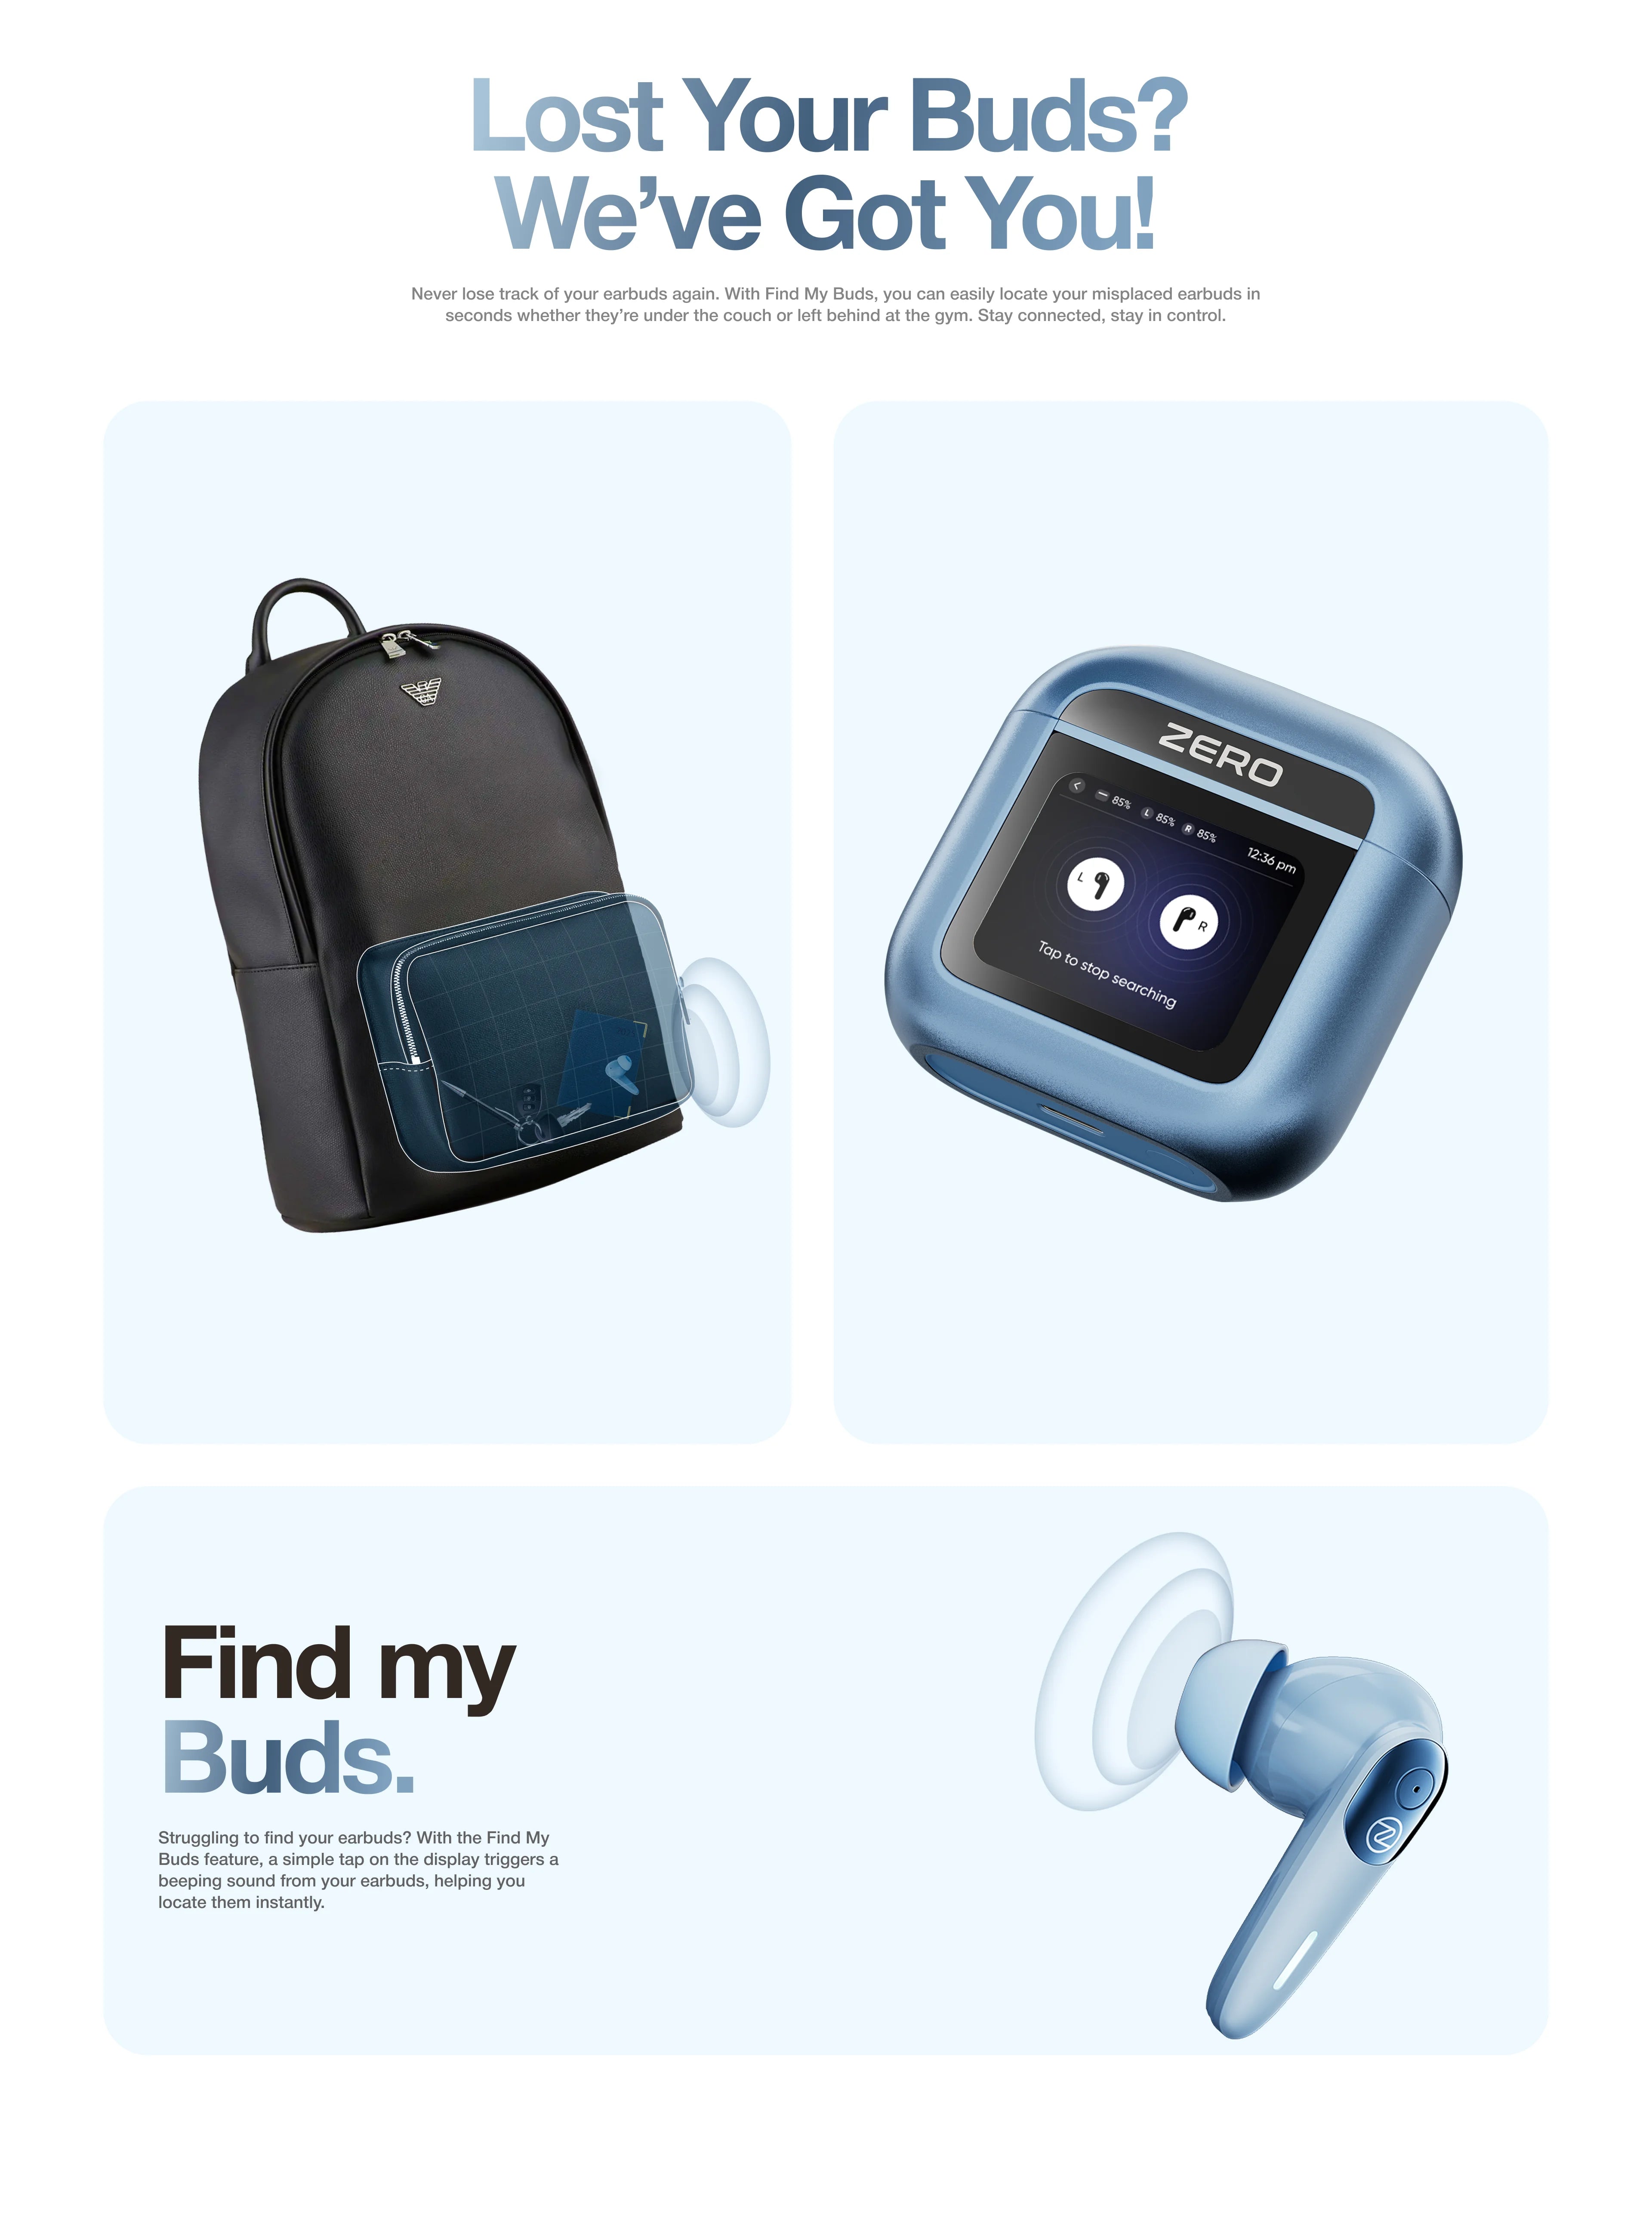 Lost Your Buds?
We’ve Got You!
Never lose track of your earbuds again. With Find My Buds, you can easily locate your misplaced earbuds in
seconds whether they’re under the couch or left behind at the gym. Stay connected, stay in control.
ZERO
85% L 85% R 85%
12:36 pm
L
R
Tap to stop searching
Find my
Buds.
Struggling to find your earbuds? With the Find My
Buds feature, a simple tap on the display triggers a
beeping sound from your earbuds, helping you
locate them instantly.